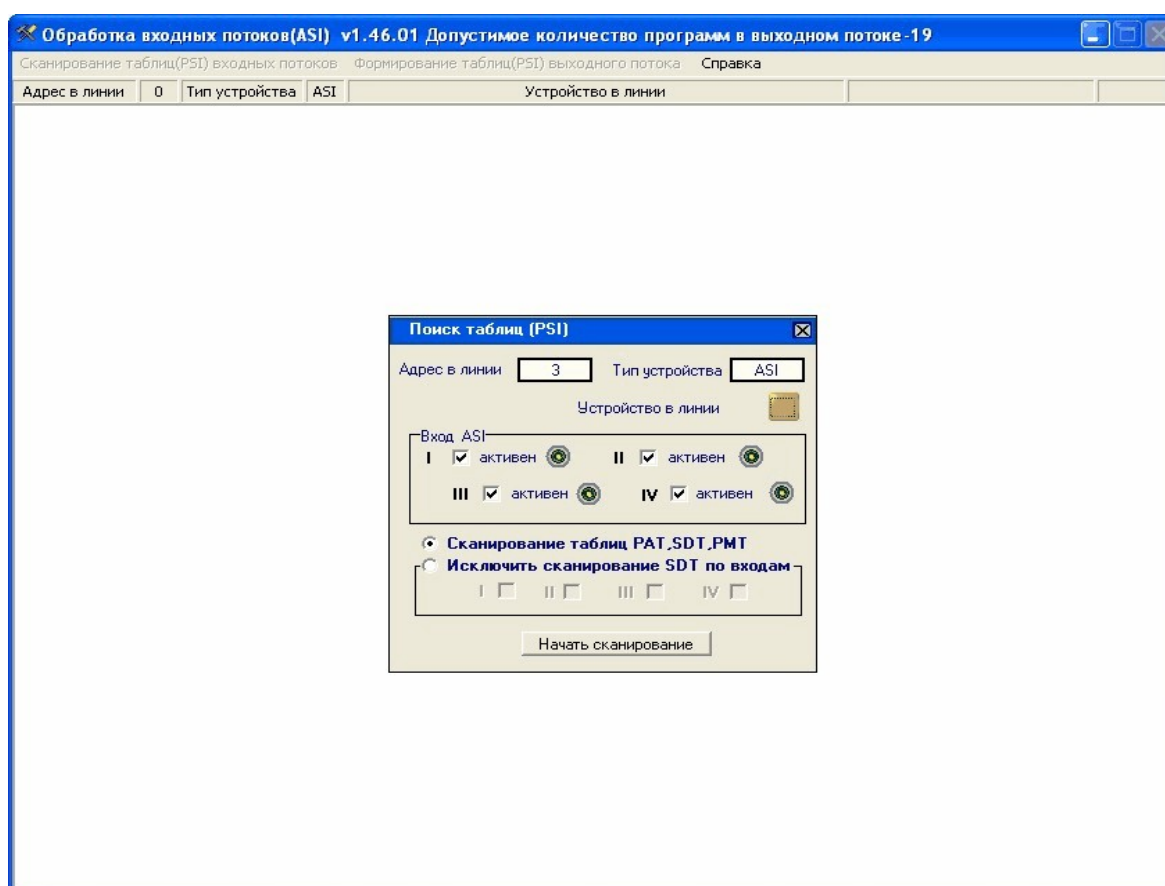 Обработка входных потоков(ASI) v1.46.01 Допустимое количество программ в выходном потоке-19
Сканирование таблиц(PSI) входных потоков Формирование таблиц(PSI) выходного потока Справка
Адрес в линии 0 Тип устройства ASI Устройство в линии
Поиск таблиц (PSI)
Адрес в линии 3 Тип устройства ASI
Устройство в линии
Вход ASI
I активен II активен
III активен IV активен
Сканирование таблиц PAT,SDT,PMT
Исключить сканирование SDT по входам
I II III IV
Начать сканирование